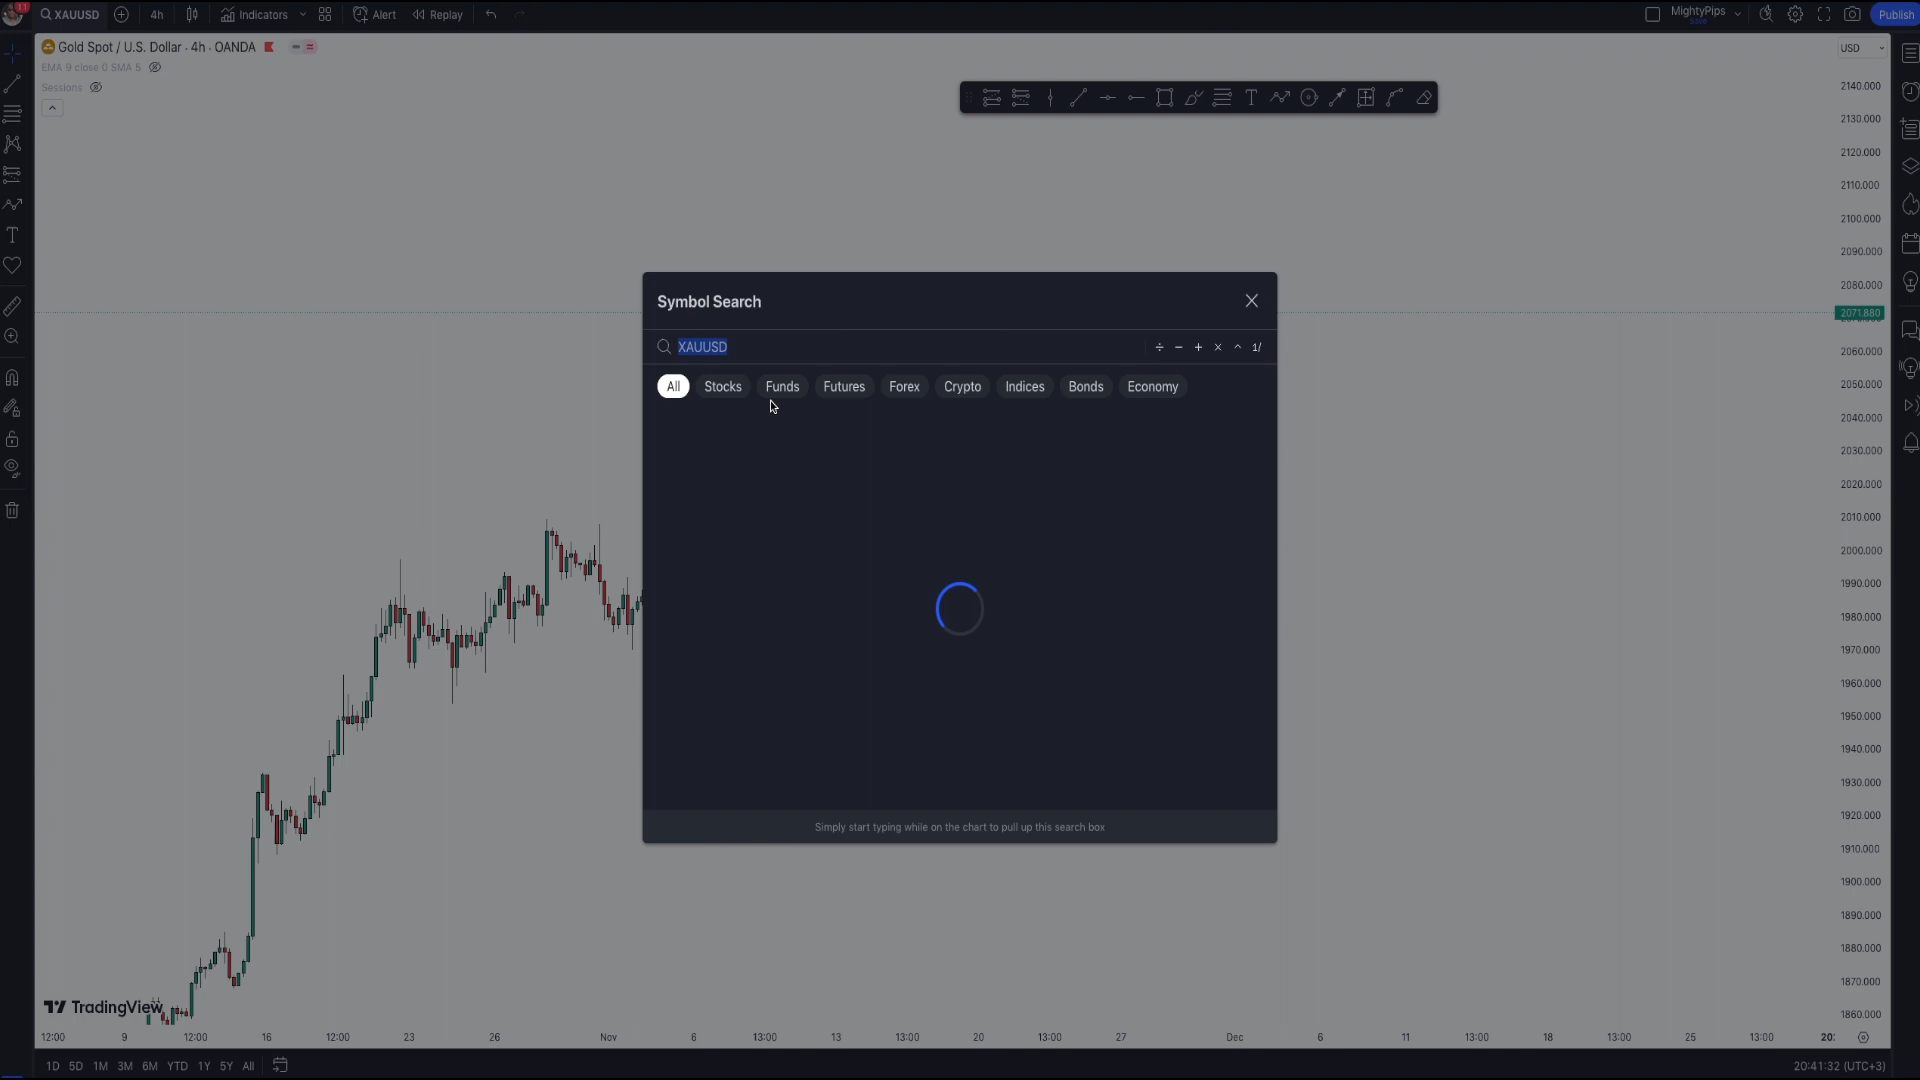 11
XAUUSD
4h
Indicators
Alert
Replay
MightyPips
Save
Publish
Gold Spot / U.S. Dollar · 4h · OANDA
EMA 9 close 0 SMA 5
Sessions
USD
2140.000
2130.000
2120.000
2110.000
2100.000
2090.000
2080.000
2071.880
2060.000
2050.000
2040.000
2030.000
2020.000
2010.000
2000.000
1990.000
1980.000
1970.000
1960.000
1950.000
1940.000
1930.000
1920.000
1910.000
1900.000
1890.000
1880.000
1870.000
1860.000
Symbol Search
XAUUSD
÷ − + × ^ 1/
All Stocks Funds Futures Forex Crypto Indices Bonds Economy
Simply start typing while on the chart to pull up this search box
TradingView
12:00 9 12:00 16 12:00 23 26 Nov 6 13:00 13 13:00 20 13:00 27 Dec 6 11 13:00 18 13:00 25 13:00 20:
1D 5D 1M 3M 6M YTD 1Y 5Y All
20:41:32 (UTC+3)